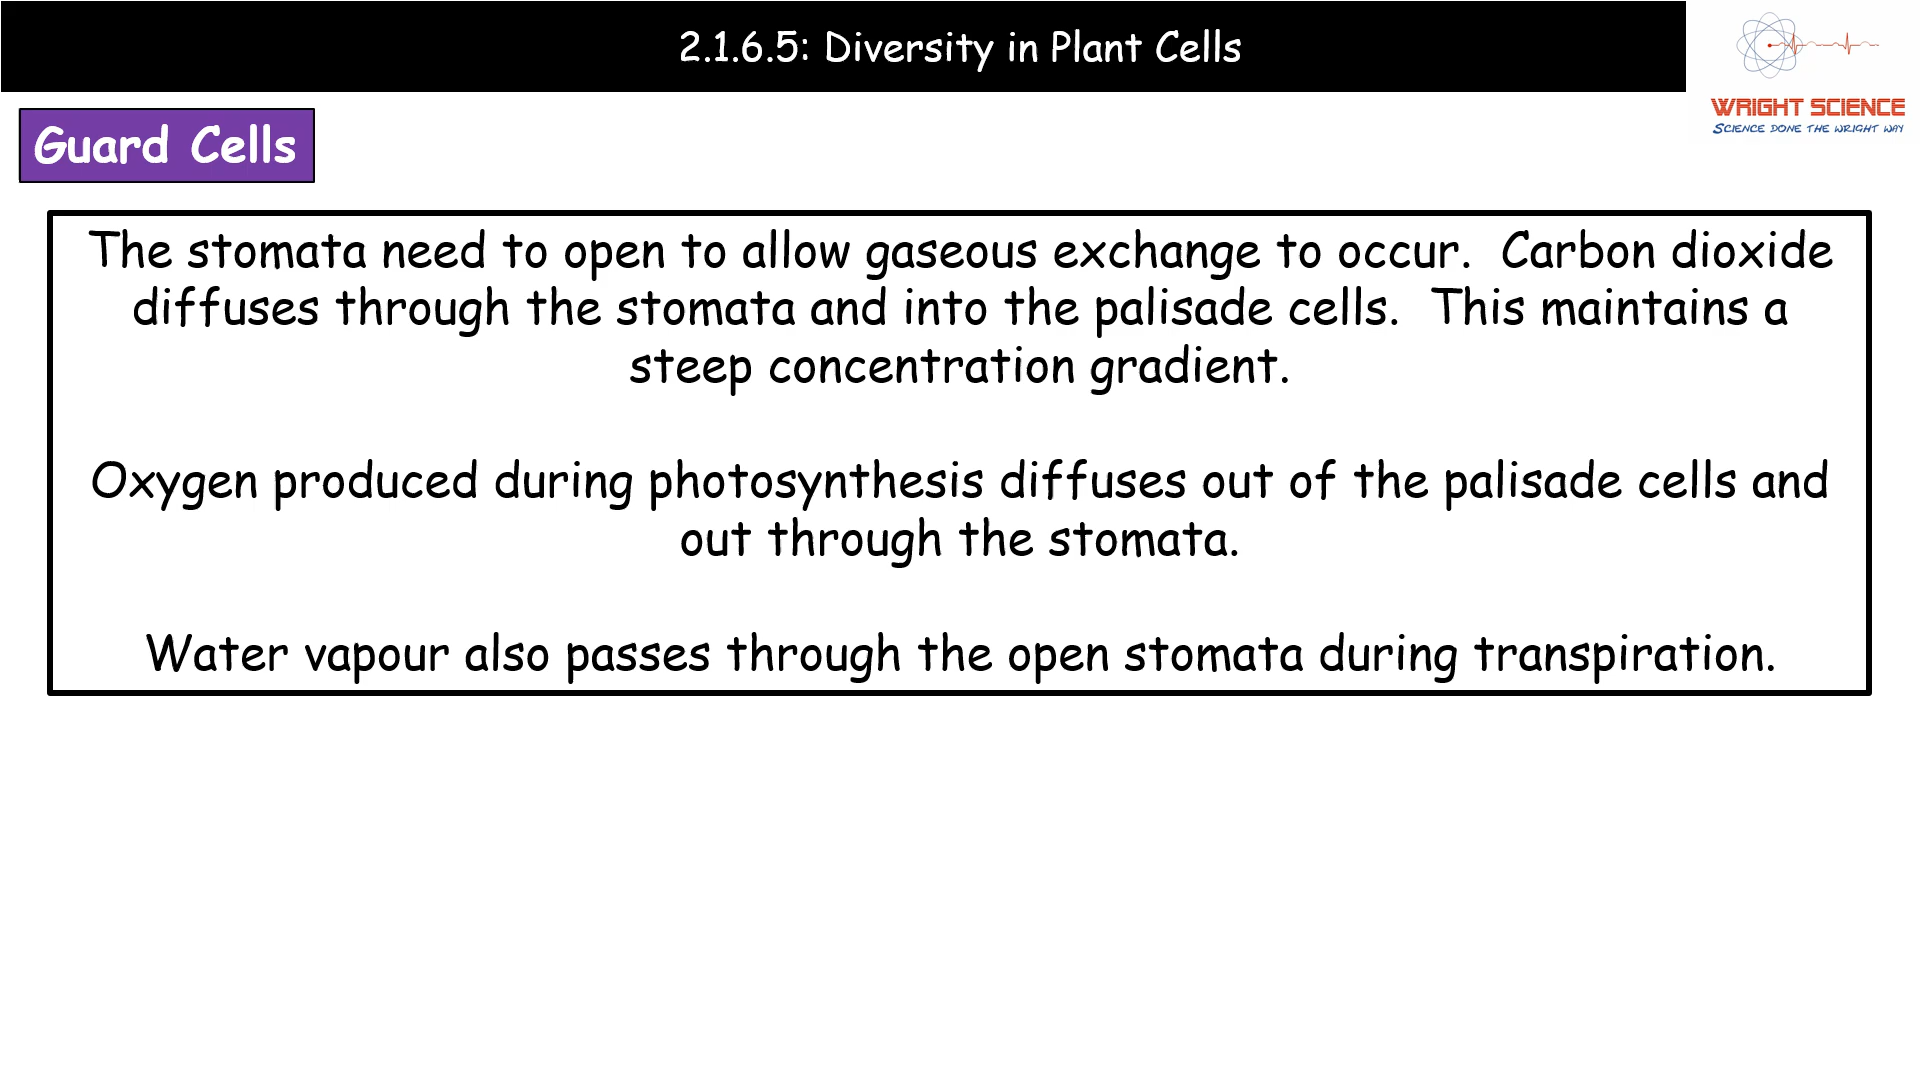 2.1.6.5: Diversity in Plant Cells
WRIGHT SCIENCE
SCIENCE DONE THE WRIGHT WAY
Guard Cells
The stomata need to open to allow gaseous exchange to occur. Carbon dioxide
diffuses through the stomata and into the palisade cells. This maintains a
steep concentration gradient.
Oxygen produced during photosynthesis diffuses out of the palisade cells and
out through the stomata.
Water vapour also passes through the open stomata during transpiration.